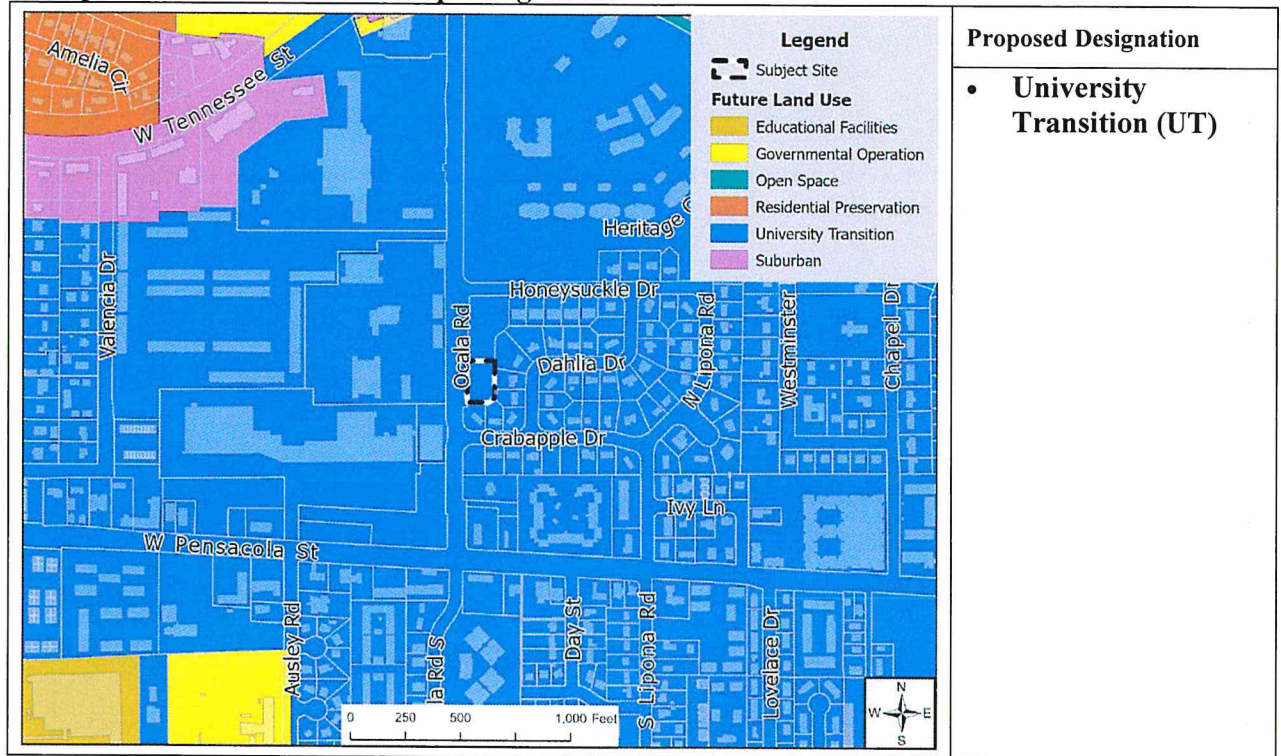 Legend
Subject Site
Future Land Use
Educational Facilities
Governmental Operation
Open Space
Residential Preservation
University Transition
Suburban
Proposed Designation
• University
Transition (UT)
Amelia Cir
W Tennessee St
Heritage
Valencia Dr
Ocala Rd
Honeysuckle Dr
Dahlia Dr
N Lipona Rd
Westminster
Chapel Dr
Crabapple Dr
Ivy Ln
W Pensacola St
Ausley Rd
la Rd S
Day St
S Lipona Rd
Lovelace Dr
0 250 500 1,000 Feet
N
W E
S